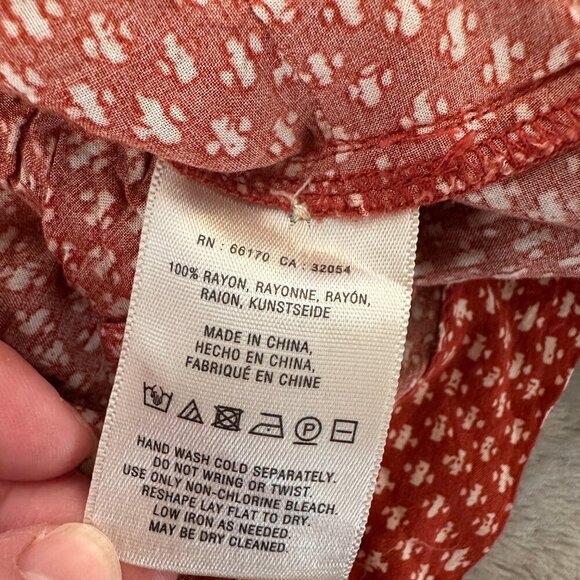 RN : 66170 CA : 32054
100% RAYON, RAYONNE, RAYÓN,
RAION, KUNSTSEIDE
MADE IN CHINA,
HECHO EN CHINA,
FABRIQUÉ EN CHINE
P
HAND WASH COLD SEPARATELY.
DO NOT WRING OR TWIST.
USE ONLY NON-CHLORINE BLEACH.
RESHAPE LAY FLAT TO DRY.
LOW IRON AS NEEDED.
MAY BE DRY CLEANED.